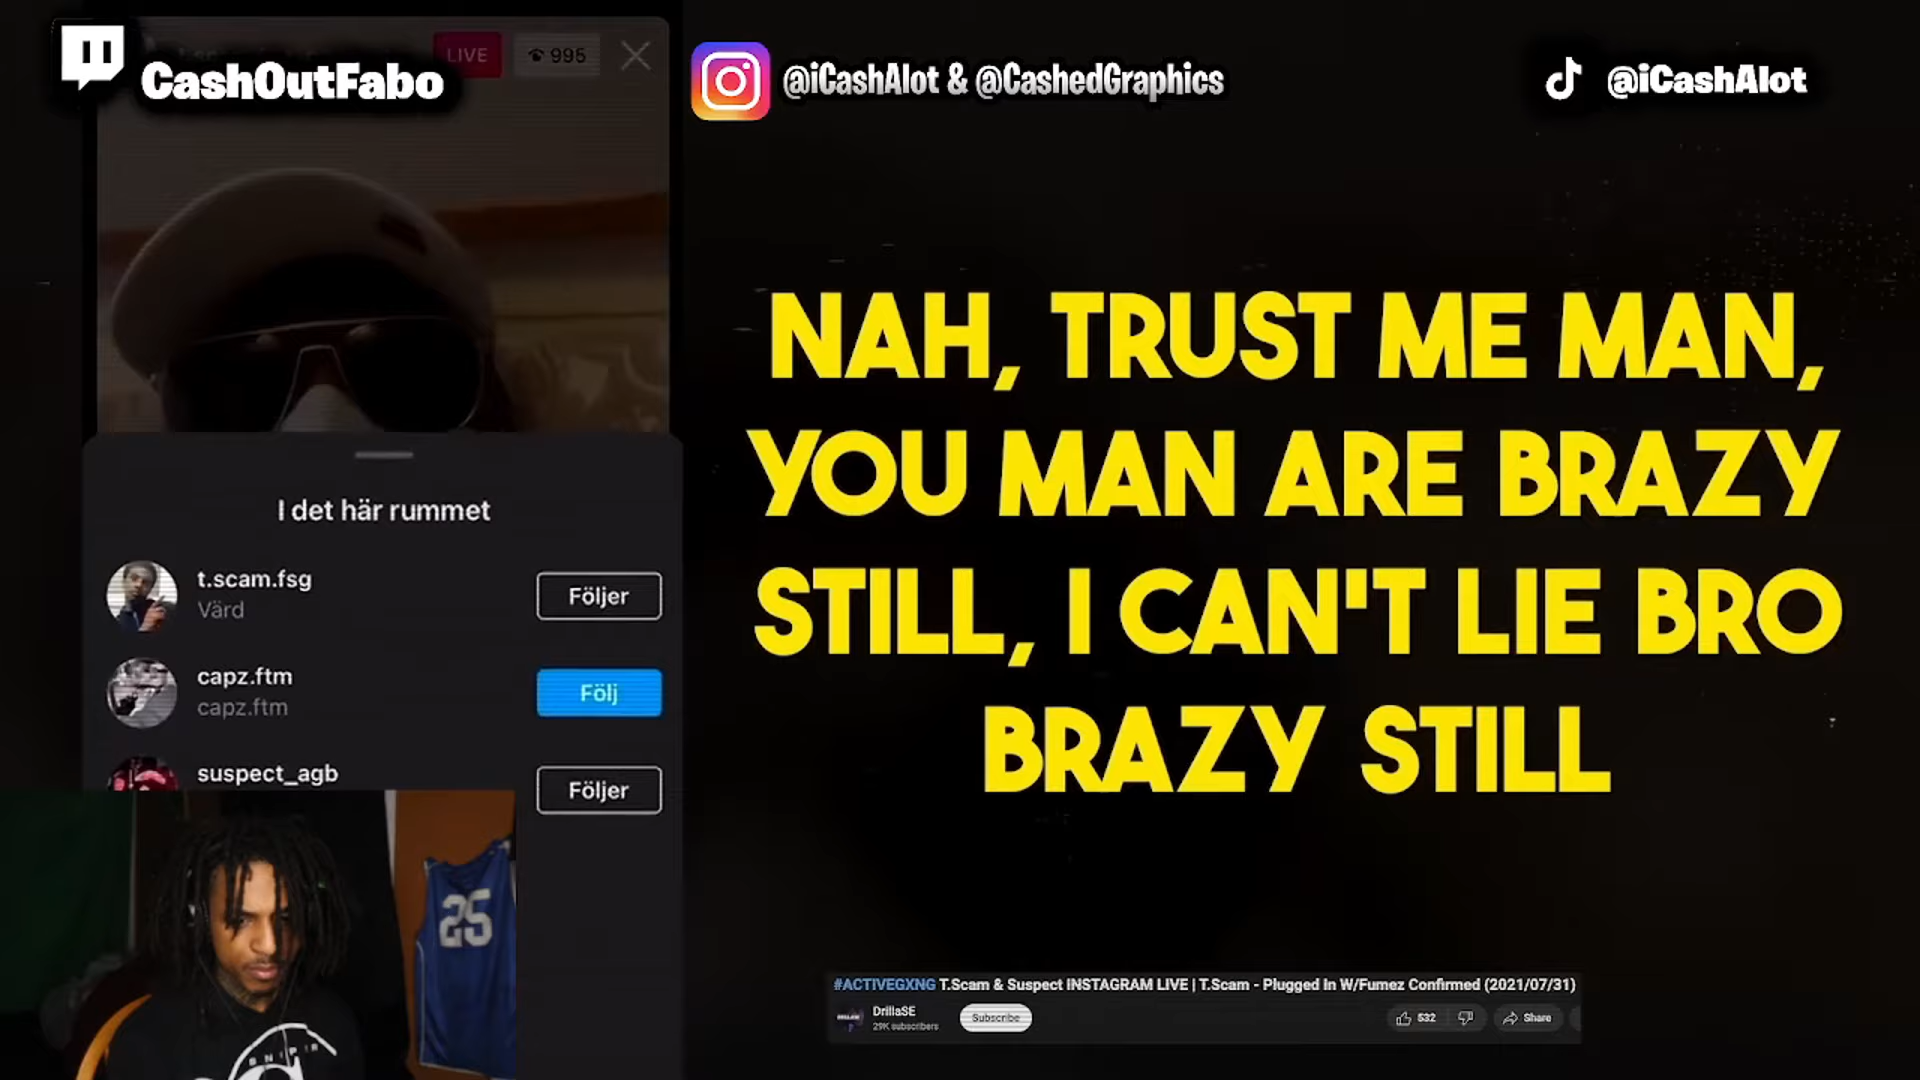 CashOutFabo
LIVE
995
@iCashAlot & @CashedGraphics
@iCashAlot
NAH, TRUST ME MAN,
YOU MAN ARE BRAZY
STILL, I CAN'T LIE BRO
BRAZY STILL
I det här rummet
t.scam.fsg
Värd
Följer
capz.ftm
capz.ftm
Följ
suspect_agb
Följer
25
#ACTIVEGXNG T.Scam & Suspect INSTAGRAM LIVE | T.Scam - Plugged In W/Fumez Confirmed (2021/07/31)
DrillaSE
29K subscribers
Subscribe
532
Share